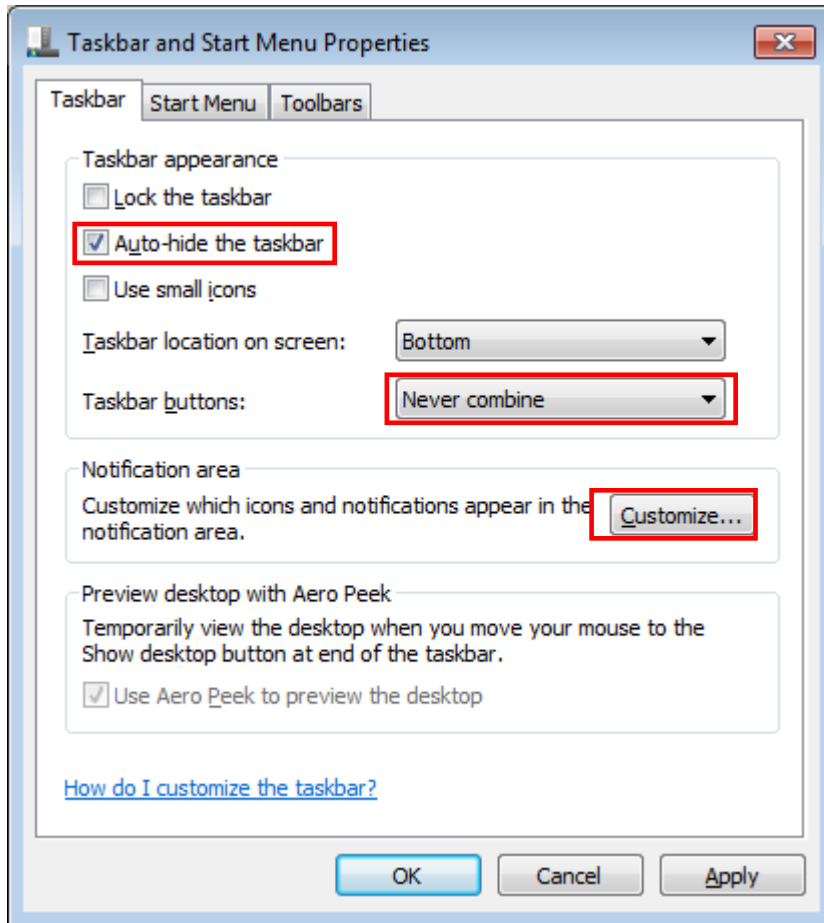 Taskbar and Start Menu Properties
Taskbar
Start Menu
Toolbars
Taskbar appearance
Lock the taskbar
Auto-hide the taskbar
Use small icons
Taskbar location on screen:
Bottom
Taskbar buttons:
Never combine
Notification area
Customize which icons and notifications appear in the
notification area.
Customize...
Preview desktop with Aero Peek
Temporarily view the desktop when you move your mouse to the
Show desktop button at end of the taskbar.
Use Aero Peek to preview the desktop
How do I customize the taskbar?
OK
Cancel
Apply